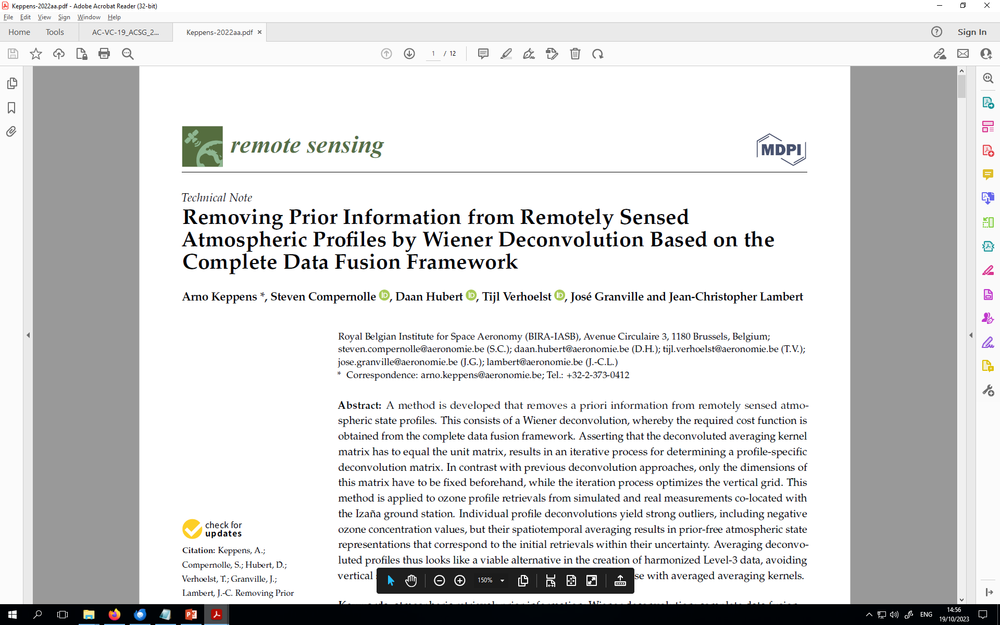 Keppens-2022aa.pdf - Adobe Acrobat Reader (32-bit)
File Edit View Sign Window Help
Home Tools AC-VC-19_ACSG_2... Keppens-2022aa.pdf × Sign In
1 / 12
remote sensing
MDPI
Technical Note
Removing Prior Information from Remotely Sensed
Atmospheric Profiles by Wiener Deconvolution Based on the
Complete Data Fusion Framework
Arno Keppens *, Steven Compernolle iD, Daan Hubert iD, Tijl Verhoelst iD, José Granville and Jean-Christopher Lambert
Royal Belgian Institute for Space Aeronomy (BIRA-IASB), Avenue Circulaire 3, 1180 Brussels, Belgium;
steven.compernolle@aeronomie.be (S.C.); daan.hubert@aeronomie.be (D.H.); tijl.verhoelst@aeronomie.be (T.V.);
jose.granville@aeronomie.be (J.G.); lambert@aeronomie.be (J.-C.L.)
* Correspondence: arno.keppens@aeronomie.be; Tel.: +32-2-373-0412
Abstract: A method is developed that removes a priori information from remotely sensed atmo-
spheric state profiles. This consists of a Wiener deconvolution, whereby the required cost function is
obtained from the complete data fusion framework. Asserting that the deconvoluted averaging kernel
matrix has to equal the unit matrix, results in an iterative process for determining a profile-specific
deconvolution matrix. In contrast with previous deconvolution approaches, only the dimensions of
this matrix have to be fixed beforehand, while the iteration process optimizes the vertical grid. This
method is applied to ozone profile retrievals from simulated and real measurements co-located with
the Izaña ground station. Individual profile deconvolutions yield strong outliers, including negative
ozone concentration values, but their spatiotemporal averaging results in prior-free atmospheric state
representations that correspond to the initial retrievals within their uncertainty. Averaging deconvo-
luted profiles thus looks like a viable alternative in the creation of harmonized Level-3 data, avoiding
vertical se with averaged averaging kernels.
check for
updates
Citation: Keppens, A.;
Compernolle, S.; Hubert, D.;
Verhoelst, T.; Granville, J.;
Lambert, J.-C. Removing Prior
150%
ENG
14:56
19/10/2023